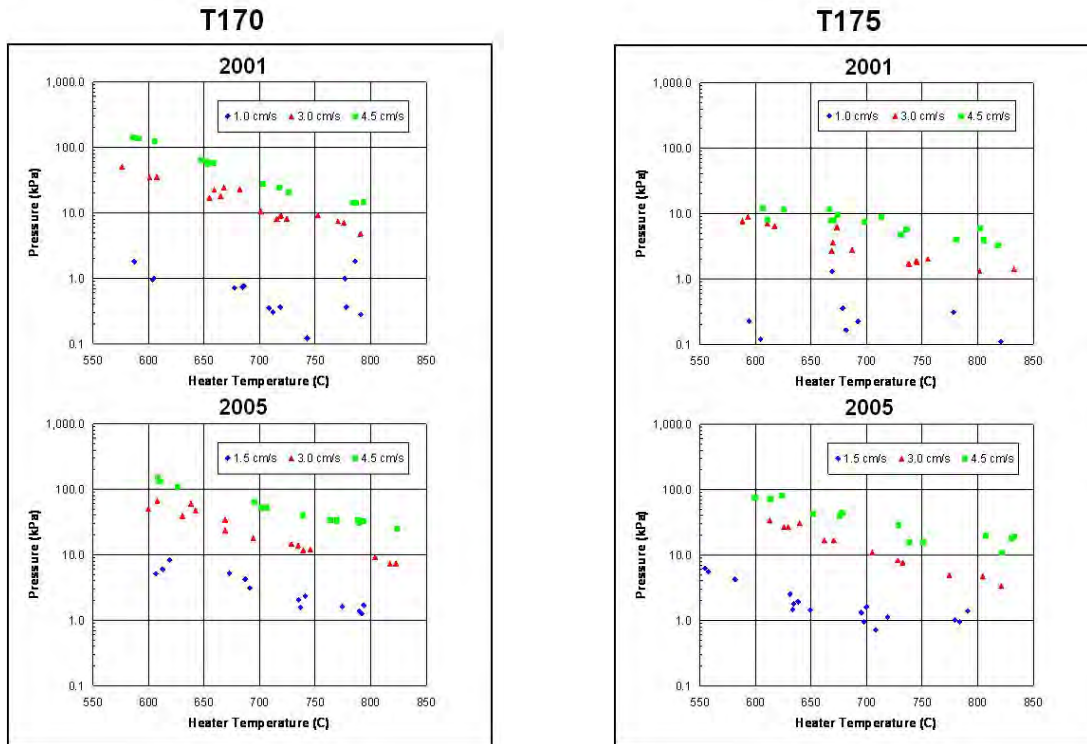 T170
2001
1.0 cm/s 3.0 cm/s 4.5 cm/s
Pressure (kPa)
1,000.0
100.0
10.0
1.0
0.1
550 600 650 700 750 800 850
Heater Temperature (C)
2005
1.5 cm/s 3.0 cm/s 4.5 cm/s
Pressure (kPa)
1,000.0
100.0
10.0
1.0
0.1
550 600 650 700 750 800 850
Heater Temperature (C)
T175
2001
1.0 cm/s 3.0 cm/s 4.5 cm/s
Pressure (kPa)
1,000.0
100.0
10.0
1.0
0.1
550 600 650 700 750 800 850
Heater Temperature (C)
2005
1.5 cm/s 3.0 cm/s 4.5 cm/s
Pressure (kPa)
1,000.0
100.0
10.0
1.0
0.1
550 600 650 700 750 800 850
Heater Temperature (C)